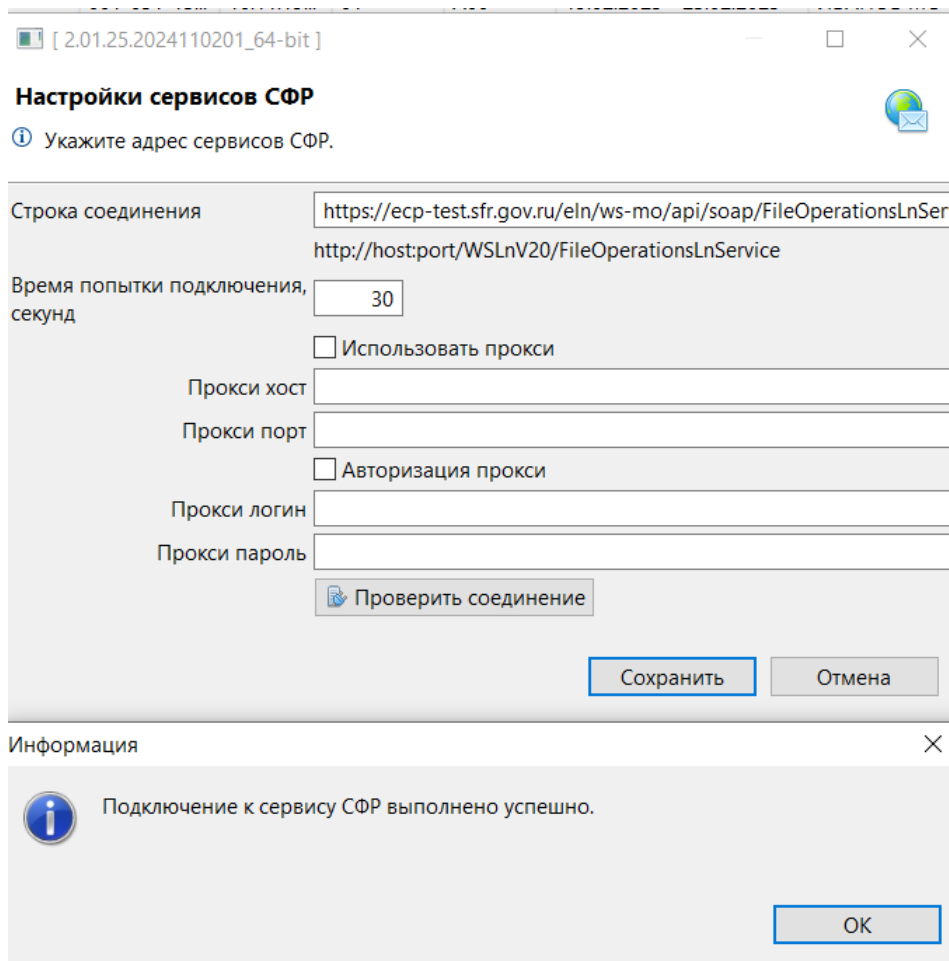 [ 2.01.25.2024110201_64-bit ]
Настройки сервисов СФР
Укажите адрес сервисов СФР.
Строка соединения
https://ecp-test.sfr.gov.ru/eln/ws-mo/api/soap/FileOperationsLnSer
http://host:port/WSLnV20/FileOperationsLnService
Время попытки подключения,
секунд
30
Использовать прокси
Прокси хост
Прокси порт
Авторизация прокси
Прокси логин
Прокси пароль
Проверить соединение
Сохранить
Отмена
Информация
Подключение к сервису СФР выполнено успешно.
ОК